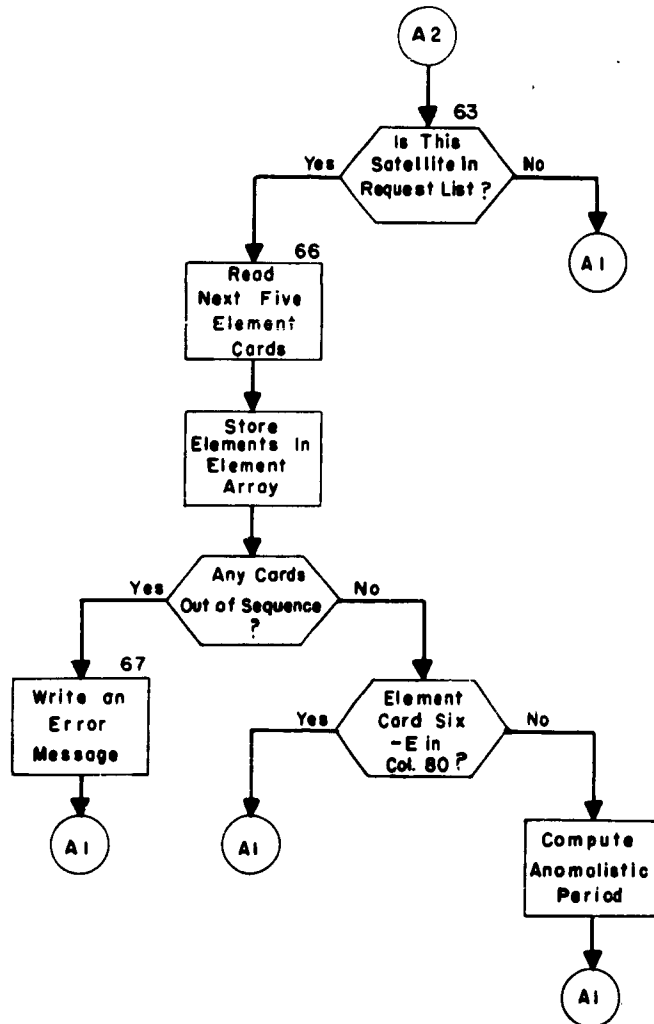 A2
63
Is This
Satellite In
Request List ?
Yes
No
A1
66
Read
Next Five
Element
Cards
Store
Elements In
Element
Array
Any Cards
Out of Sequence
?
Yes
No
67
Write an
Error
Message
A1
Element
Card Six
-E in
Col. 80 ?
Yes
No
A1
Compute
Anomalistic
Period
A1